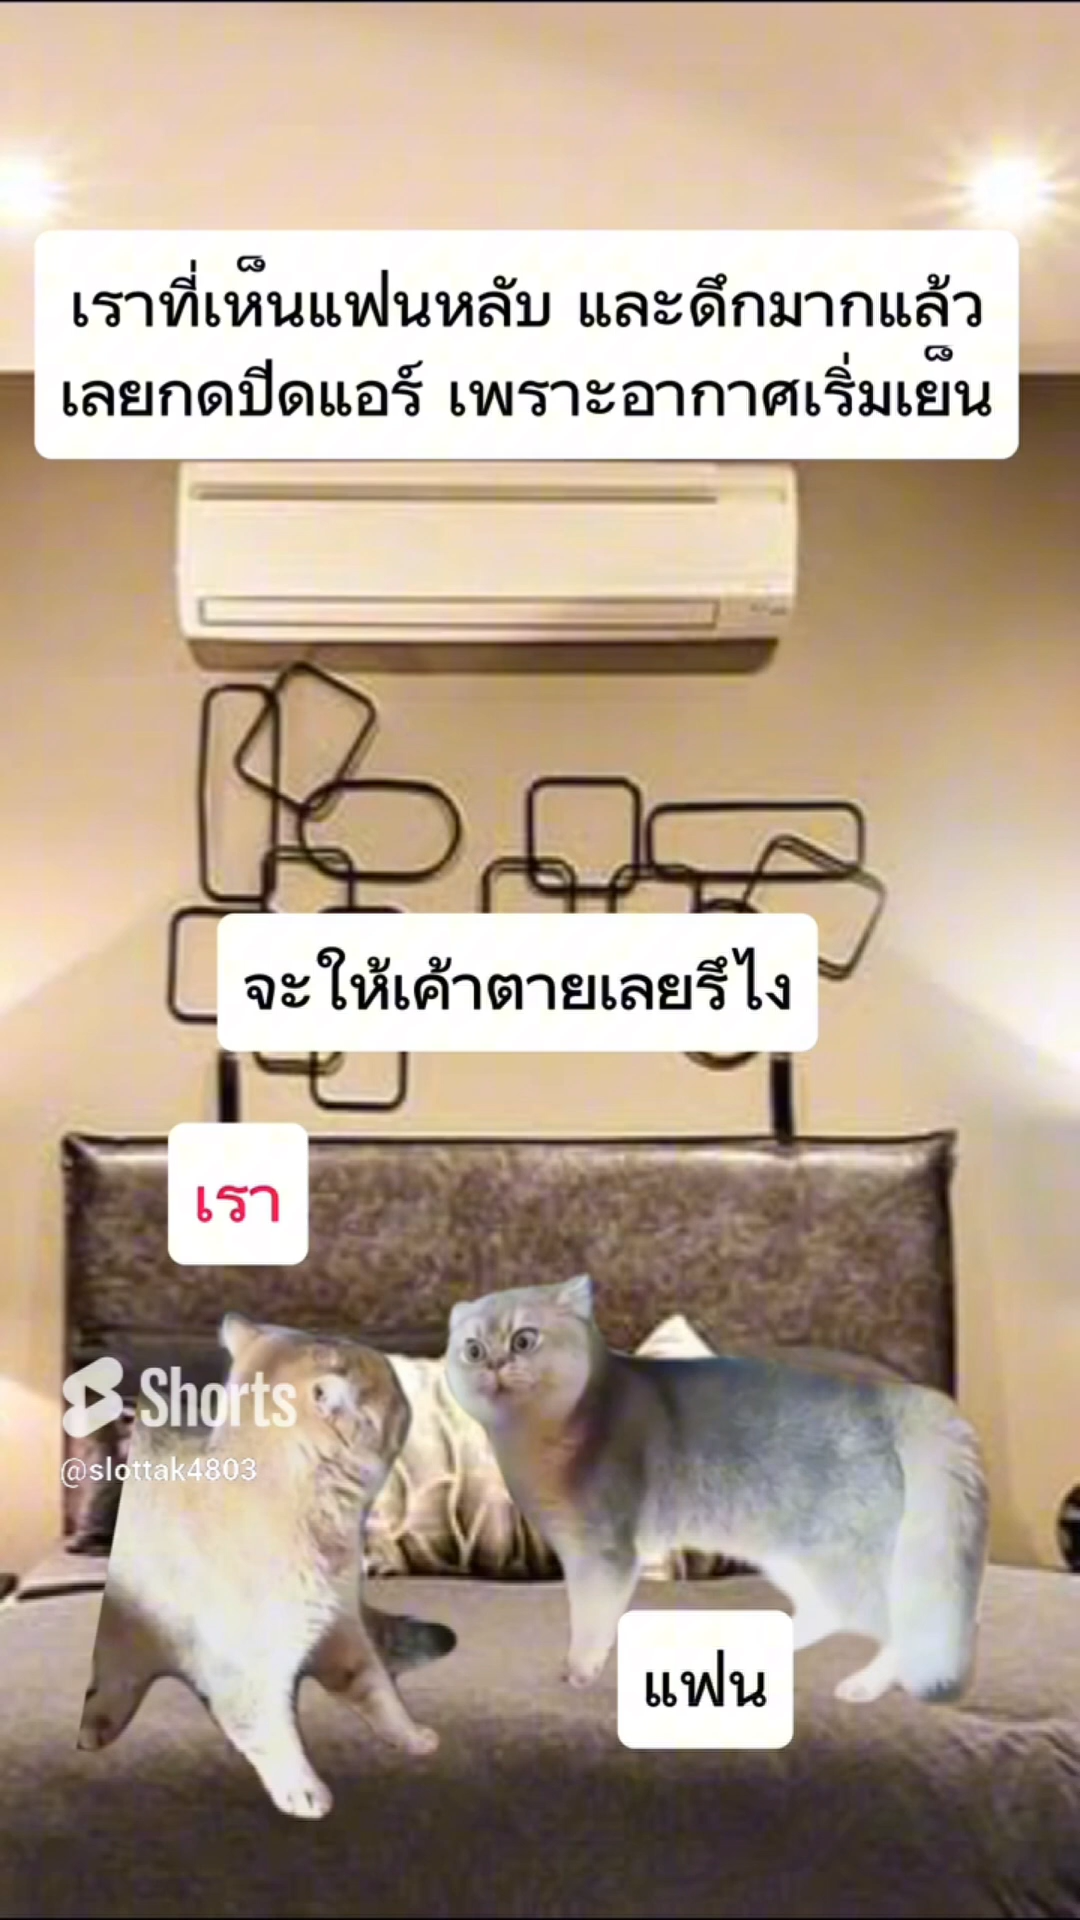 เราที่เห็นแฟนหลับ และดึกมากแล้ว
เลยกดปิดแอร์ เพราะอากาศเริ่มเย็น
จะให้เค้าตายเลยรึไง
เรา
Shorts
@slottak4803
แฟน